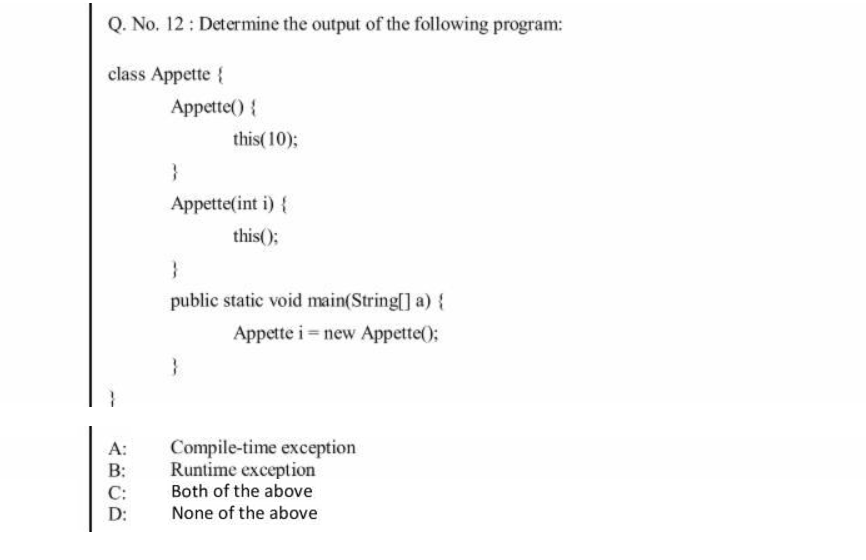 Q. No. 12 : Determine the output of the following program:
class Appette {
Appette() {
this(10);
}
Appette(int i) {
this();
}
public static void main(String[] a) {
Appette i = new Appette();
}
}
A: Compile-time exception
B: Runtime exception
C: Both of the above
D: None of the above